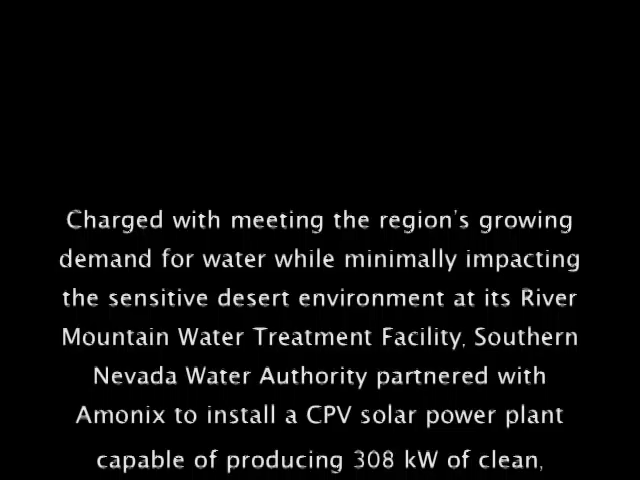 Charged with meeting the region's growing
demand for water while minimally impacting
the sensitive desert environment at its River
Mountain Water Treatment Facility, Southern
Nevada Water Authority partnered with
Amonix to install a CPV solar power plant
capable of producing 308 kW of clean,